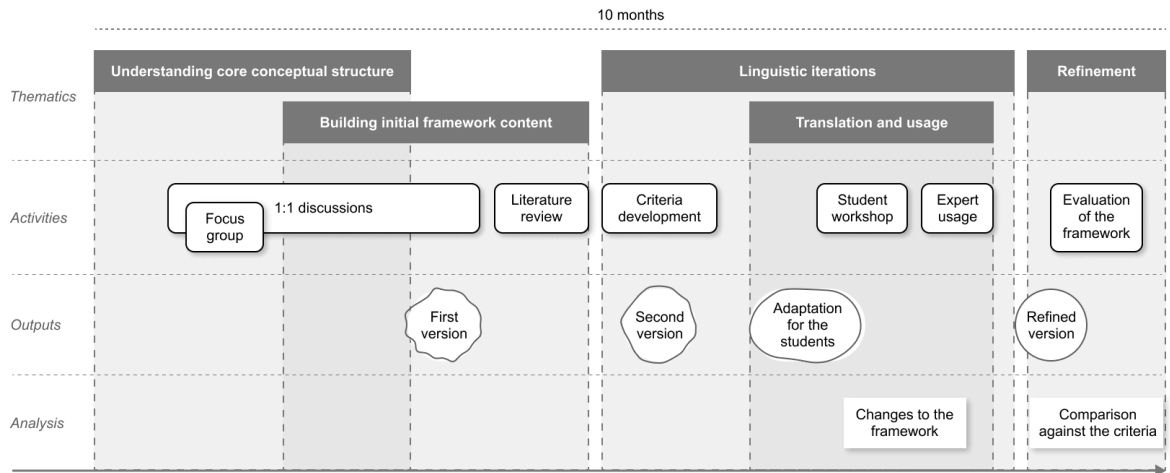 10 months
Understanding core conceptual structure
Linguistic iterations
Refinement
Thematics
Building initial framework content
Translation and usage
Activities
1:1 discussions
Focus
group
Literature
review
Criteria
development
Student
workshop
Expert
usage
Evaluation
of the
framework
Outputs
First
version
Second
version
Adaptation
for the
students
Refined
version
Analysis
Changes to the
framework
Comparison
against the criteria